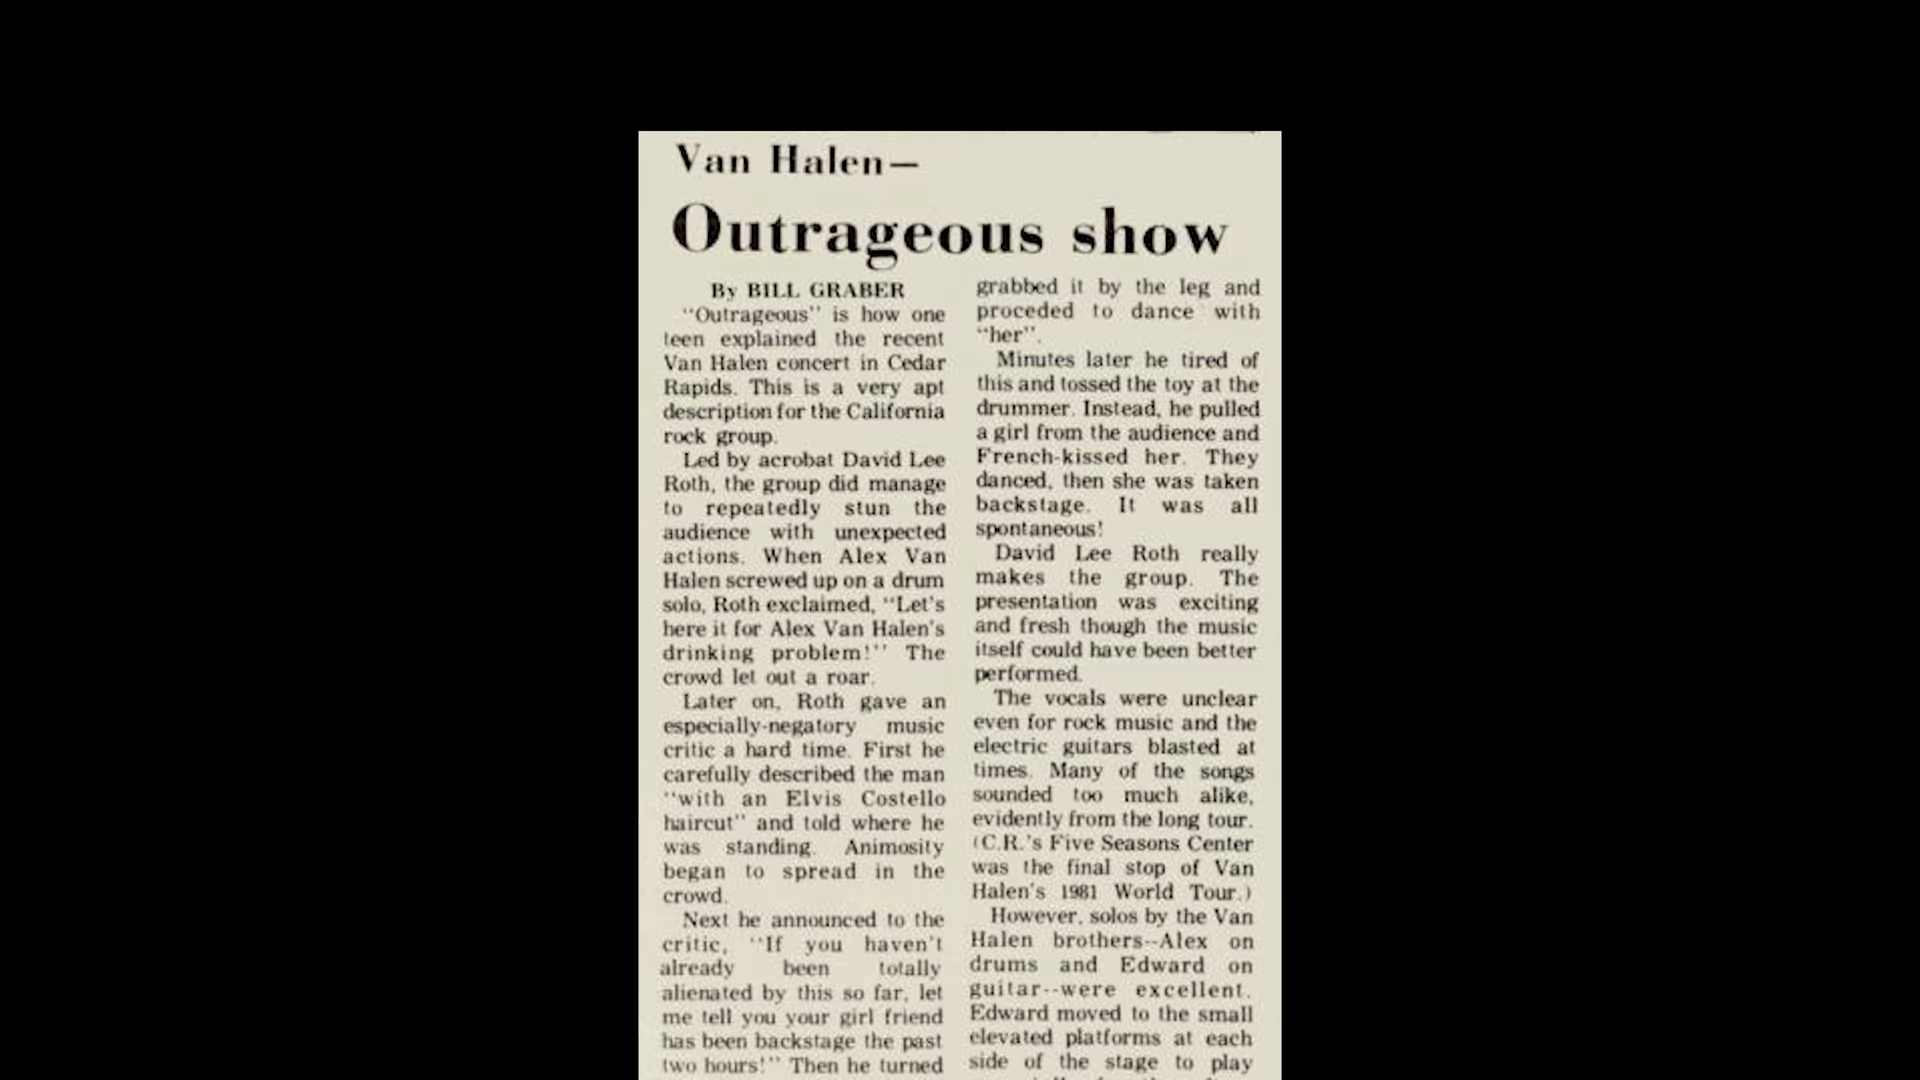 Van Halen—
Outrageous show
By BILL GRABER
"Outrageous" is how one
teen explained the recent
Van Halen concert in Cedar
Rapids. This is a very apt
description for the California
rock group.
Led by acrobat David Lee
Roth, the group did manage
to repeatedly stun the
audience with unexpected
actions. When Alex Van
Halen screwed up on a drum
solo, Roth exclaimed, "Let's
here it for Alex Van Halen's
drinking problem!" The
crowd let out a roar.
Later on, Roth gave an
especially-negatory music
critic a hard time. First he
carefully described the man
"with an Elvis Costello
haircut" and told where he
was standing. Animosity
began to spread in the
crowd.
Next he announced to the
critic, "If you haven't
already been totally
alienated by this so far, let
me tell you your girl friend
has been backstage the past
two hours!" Then he turned
grabbed it by the leg and
proceded to dance with
"her".
Minutes later he tired of
this and tossed the toy at the
drummer. Instead, he pulled
a girl from the audience and
French-kissed her. They
danced, then she was taken
backstage. It was all
spontaneous!
David Lee Roth really
makes the group. The
presentation was exciting
and fresh though the music
itself could have been better
performed.
The vocals were unclear
even for rock music and the
electric guitars blasted at
times. Many of the songs
sounded too much alike,
evidently from the long tour.
(C.R.'s Five Seasons Center
was the final stop of Van
Halen's 1981 World Tour.)
However, solos by the Van
Halen brothers--Alex on
drums and Edward on
guitar--were excellent.
Edward moved to the small
elevated platforms at each
side of the stage to play